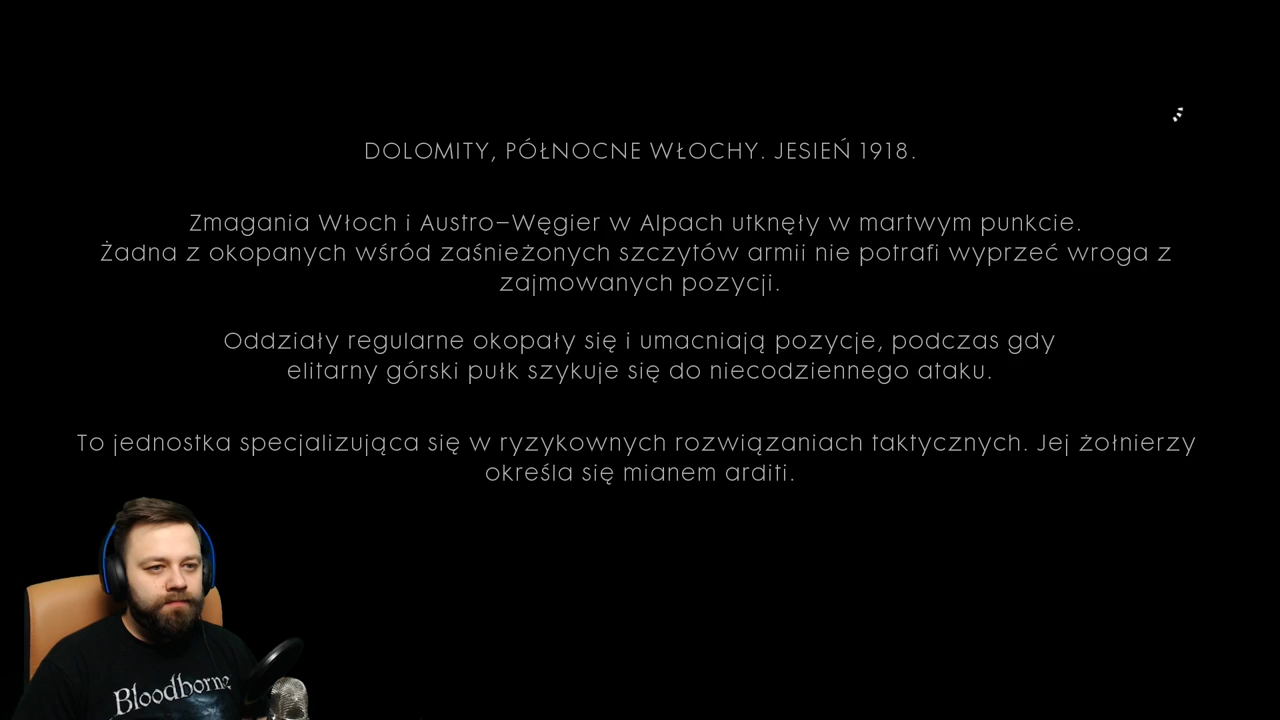 DOLOMITY, PÓŁNOCNE WŁOCHY. JESIEŃ 1918.
Zmagania Włoch i Austro–Węgier w Alpach utknęły w martwym punkcie.
Żadna z okopanych wśród zaśnieżonych szczytów armii nie potrafi wyprzeć wroga z
zajmowanych pozycji.
Oddziały regularne okopały się i umacniają pozycje, podczas gdy
elitarny górski pułk szykuje się do niecodziennego ataku.
To jednostka specjalizująca się w ryzykownych rozwiązaniach taktycznych. Jej żołnierzy
określa się mianem arditi.
Bloodborne